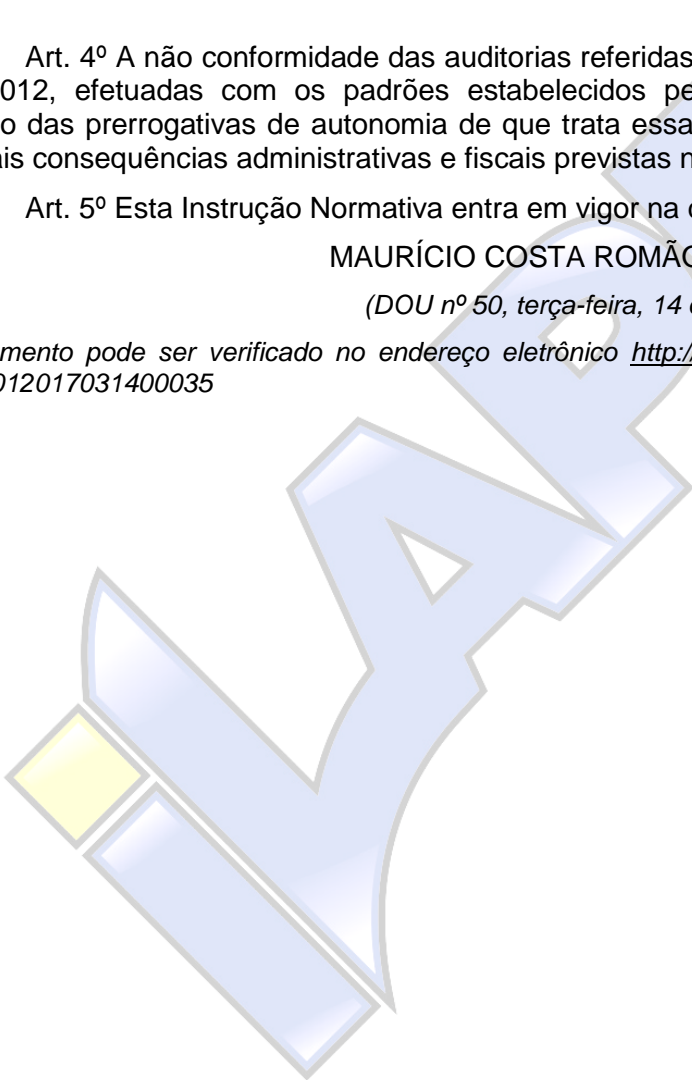 Art. 4º A não conformidade das auditorias referidas
012, efetuadas com os padrões estabelecidos pe
o das prerrogativas de autonomia de que trata essa
ais consequências administrativas e fiscais previstas n
Art. 5º Esta Instrução Normativa entra em vigor na
MAURÍCIO COSTA ROMÃO
(DOU nº 50, terça-feira, 14
mento pode ser verificado no endereço eletrônico http:/
012017031400035
iLAP